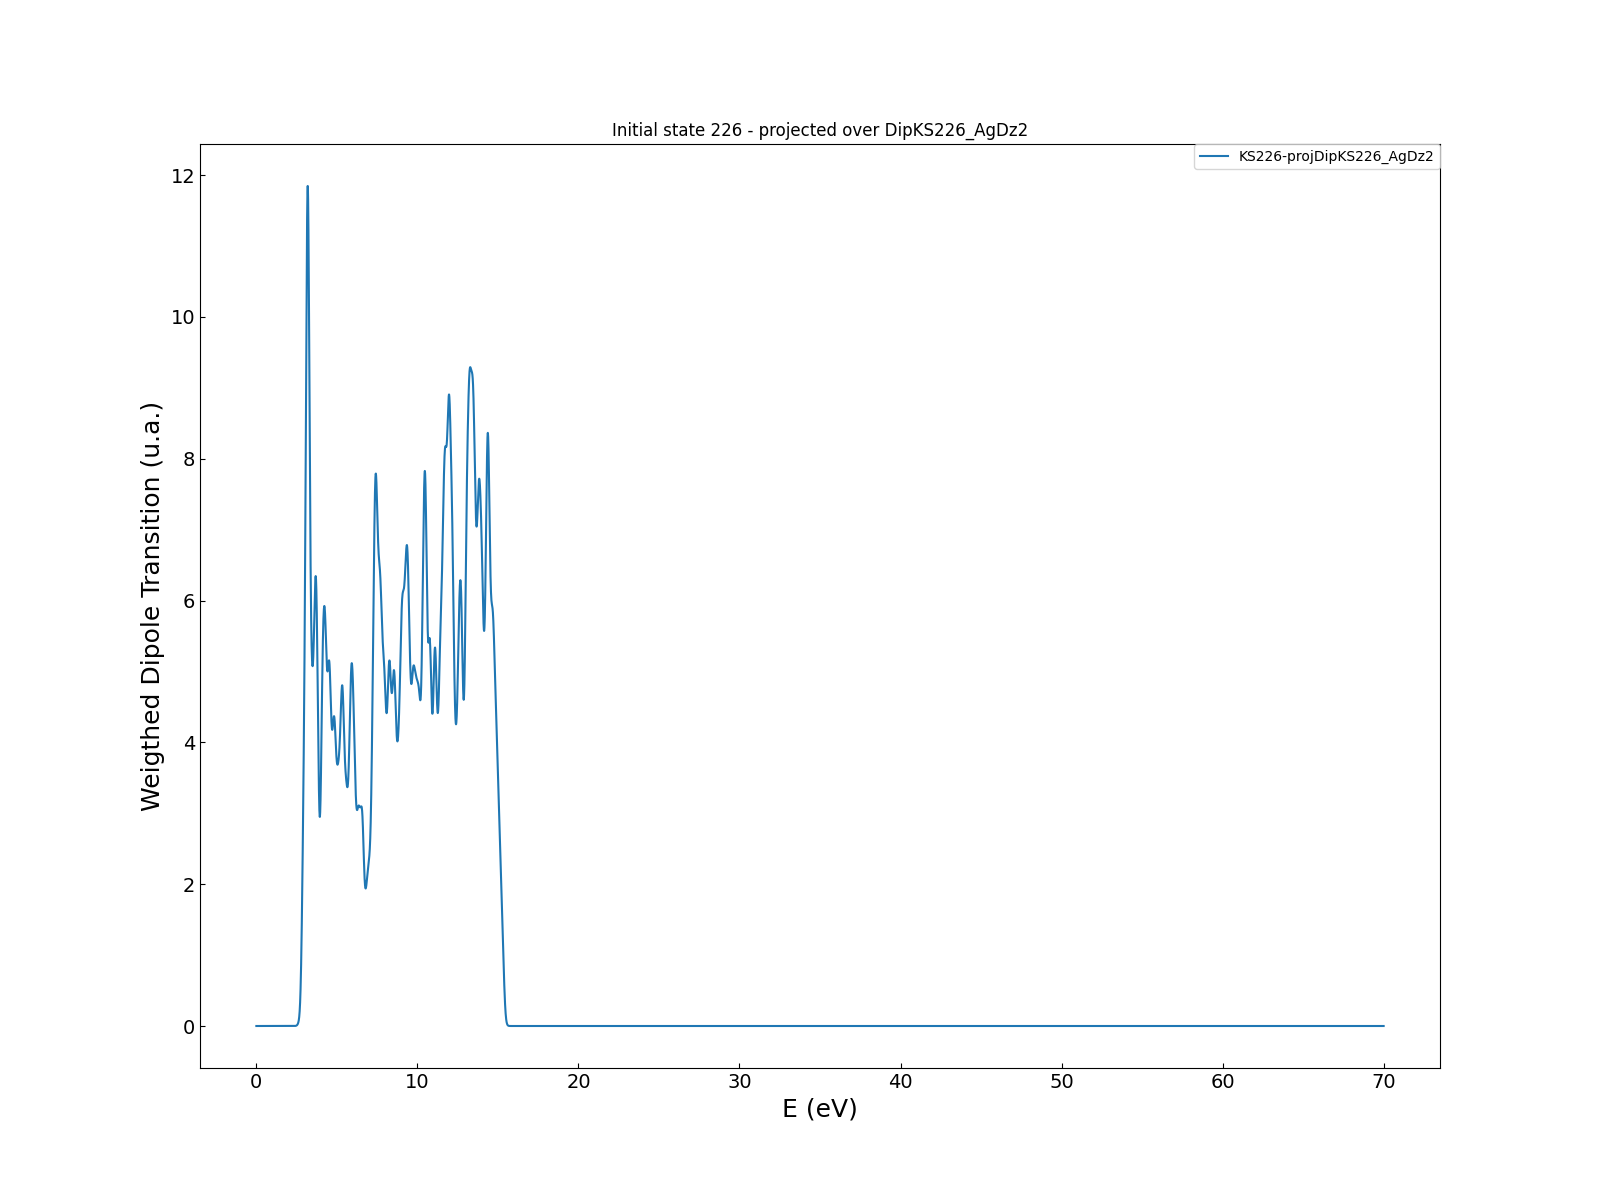 Initial state 226 - projected over DipKS226_AgDz2
KS226-projDipKS226_AgDz2
Weigthed Dipole Transition (u.a.)
12
10
8
6
4
2
0
0 10 20 30 40 50 60 70
E (eV)